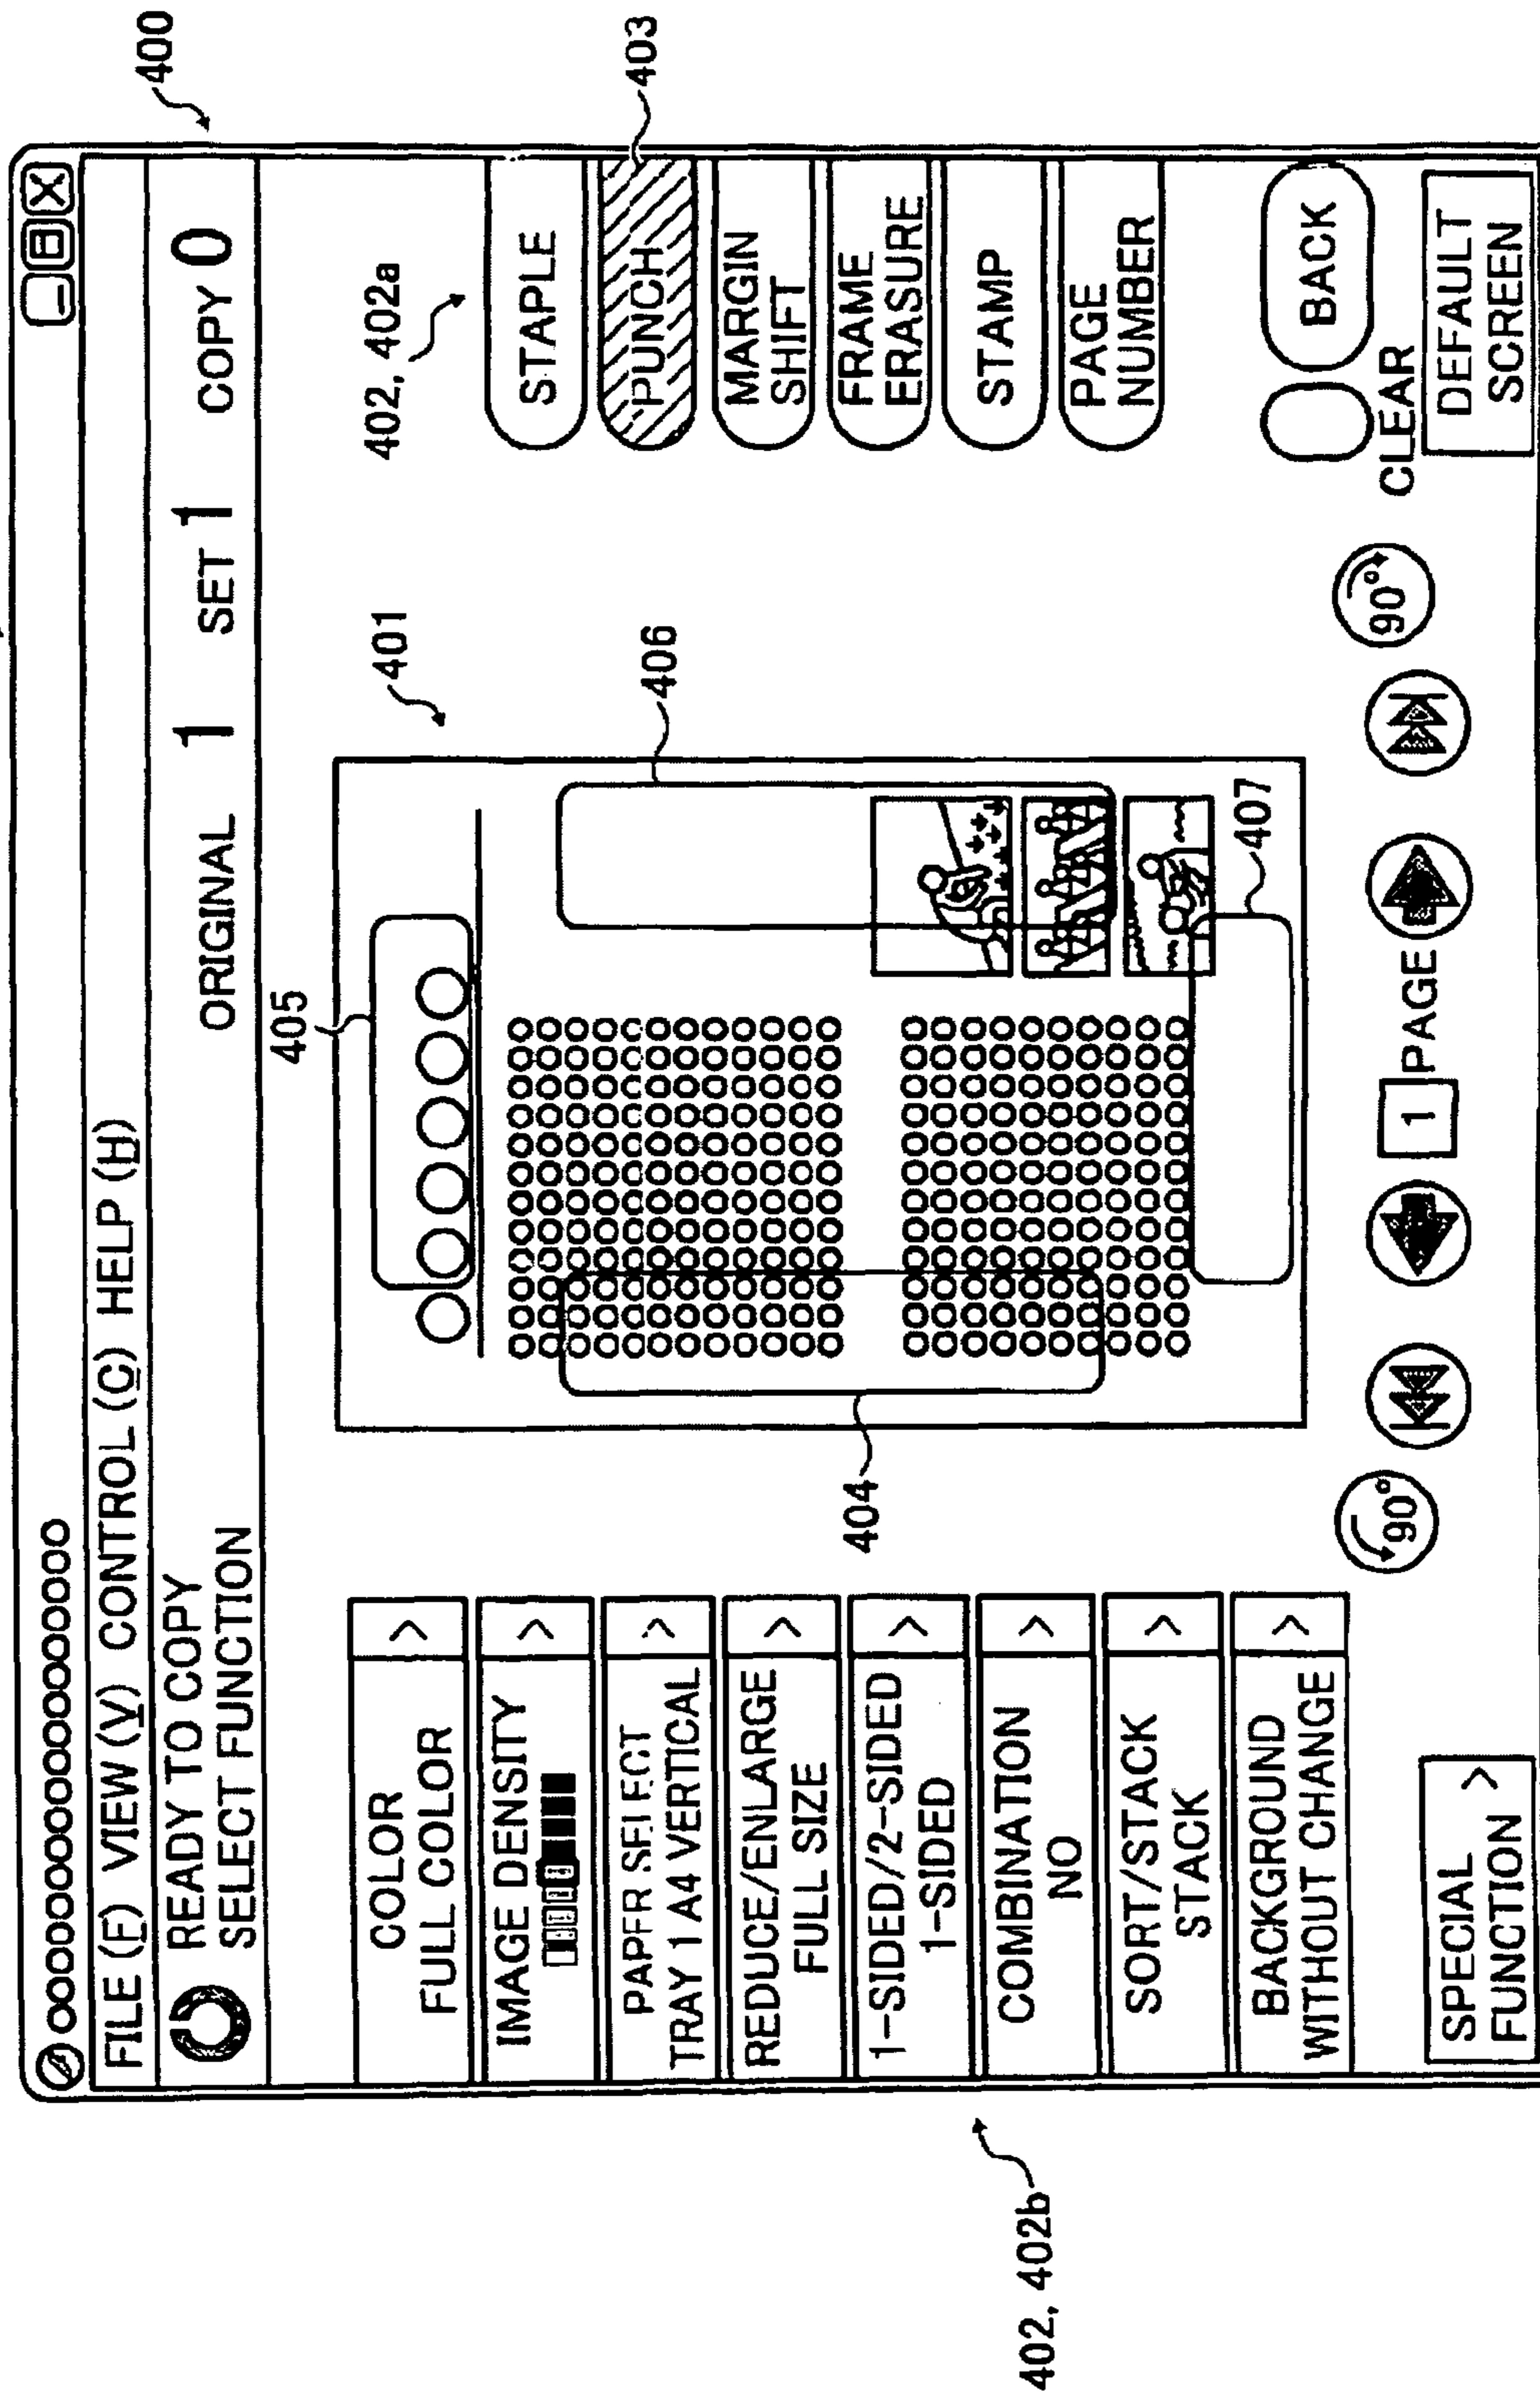 400
FILE (F) VIEW (V) CONTROL (C) HELP (H)
READY TO COPY
SELECT FUNCTION
ORIGINAL 1 SET 1 COPY 0
402, 402a
403
401
405
406
404
407
402, 402b
COLOR
FULL COLOR
>
IMAGE DENSITY
>
PAPER SELECT
TRAY 1 A4 VERTICAL
>
REDUCE/ENLARGE
FULL SIZE
>
1-SIDED/2-SIDED
1-SIDED
>
COMBINATION
NO
>
SORT/STACK
STACK
>
BACKGROUND
WITHOUT CHANGE
>
SPECIAL
FUNCTION >
STAPLE
PUNCH
MARGIN
SHIFT
FRAME
ERASURE
STAMP
PAGE
NUMBER
BACK
CLEAR
DEFAULT
SCREEN
90°
1 PAGE
90°